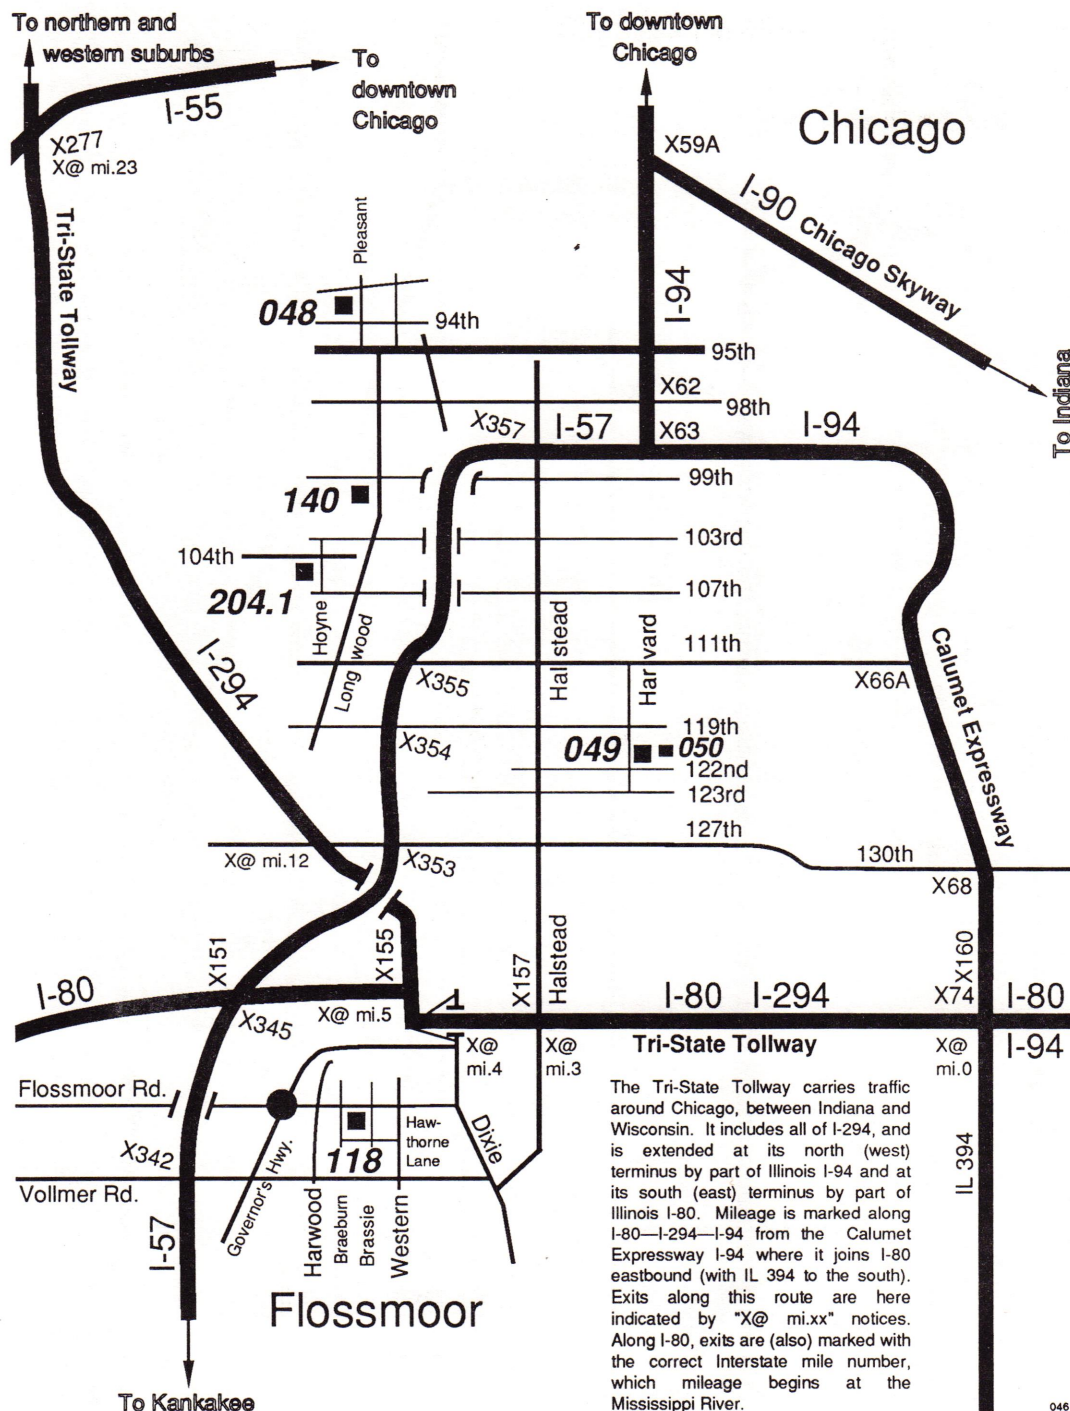 To northern and
western suburbs
To downtown
Chicago
To
downtown
Chicago
I-55
Chicago
X277
X@ mi.23
X59A
I-90 Chicago Skyway
Tri-State Tollway
Pleasant
I-94
048
94th
95th
To Indiana
X62
98th
X357
I-57
X63
I-94
99th
140
103rd
104th
107th
204.1
Hoyne
Long wood
Hal stead
Har vard
111th
Calumet Expressway
I-294
X355
X66A
119th
X354
049
050
122nd
123rd
127th
X@ mi.12
X353
130th
X68
X151
X155
X157
Halstead
X160
I-80
X@ mi.5
I-80
I-294
X74
I-80
X345
X@
mi.4
X@
mi.3
Tri-State Tollway
X@
mi.0
I-94
Flossmoor Rd.
Haw-
thorne
Lane
Dixie
118
X342
Vollmer Rd.
Governor's Hwy.
Harwood
Braeburn
Brassie
Western
I-57
IL 394
Flossmoor
To Kankakee
The Tri-State Tollway carries traffic
around Chicago, between Indiana and
Wisconsin. It includes all of I-294, and
is extended at its north (west)
terminus by part of Illinois I-94 and at
its south (east) terminus by part of
Illinois I-80. Mileage is marked along
I-80—I-294—I-94 from the Calumet
Expressway I-94 where it joins I-80
eastbound (with IL 394 to the south).
Exits along this route are here
indicated by "X@ mi.xx" notices.
Along I-80, exits are (also) marked with
the correct Interstate mile number,
which mileage begins at the
Mississippi River.
046